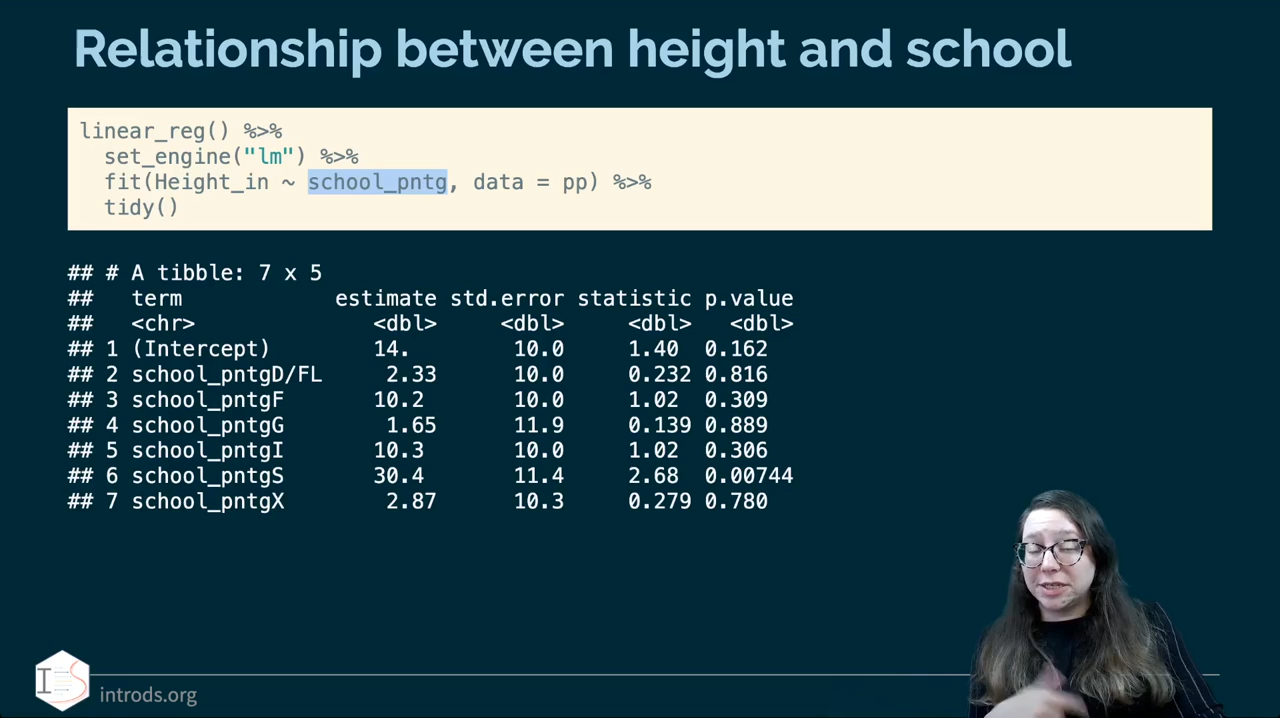 Relationship between height and school
linear_reg() %>%
set_engine("lm") %>%
fit(Height_in ~ school_pntg, data = pp) %>%
tidy()
## # A tibble: 7 x 5
## term estimate std.error statistic p.value
## <chr> <dbl> <dbl> <dbl> <dbl>
## 1 (Intercept) 14. 10.0 1.40 0.162
## 2 school_pntgD/FL 2.33 10.0 0.232 0.816
## 3 school_pntgF 10.2 10.0 1.02 0.309
## 4 school_pntgG 1.65 11.9 0.139 0.889
## 5 school_pntgI 10.3 10.0 1.02 0.306
## 6 school_pntgS 30.4 11.4 2.68 0.00744
## 7 school_pntgX 2.87 10.3 0.279 0.780
I S
introds.org